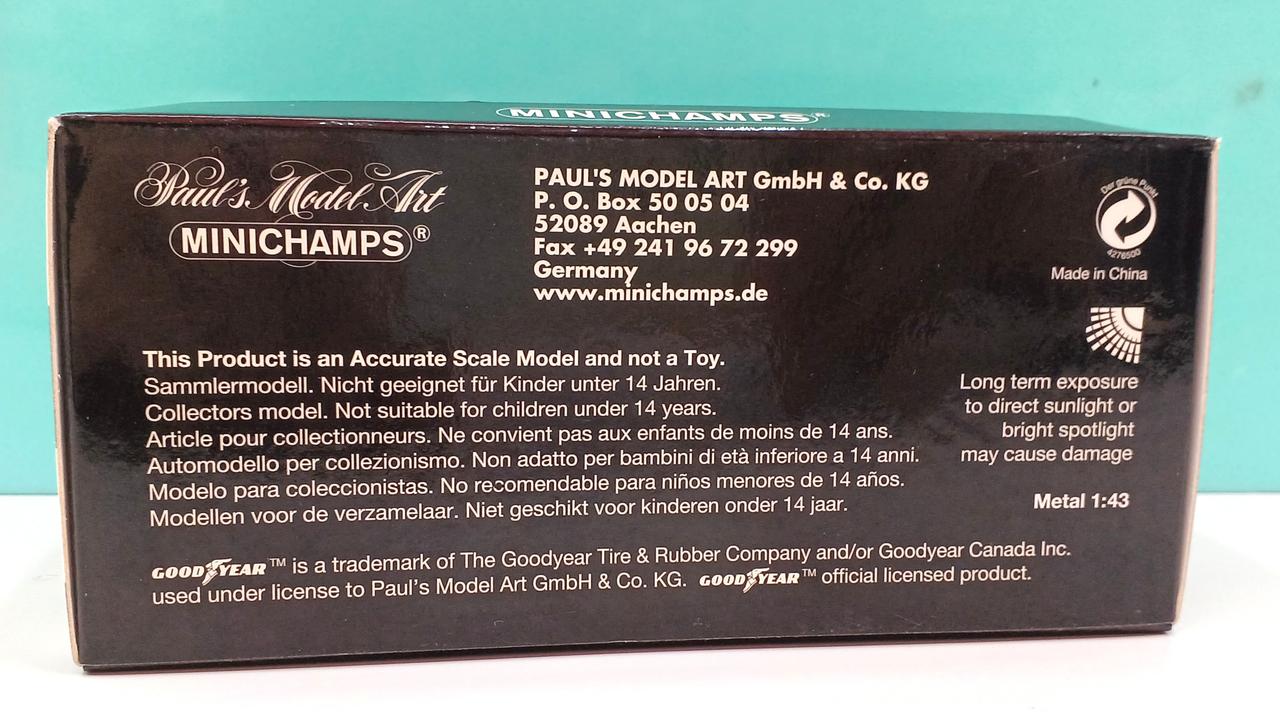 MINICHAMPS®
Paul's Model Art
MINICHAMPS®
PAUL'S MODEL ART GmbH & Co. KG
P. O. Box 50 05 04
52089 Aachen
Fax +49 241 96 72 299
Germany
www.minichamps.de
Der grüne Punkt
4276500
Made in China
This Product is an Accurate Scale Model and not a Toy.
Sammlermodell. Nicht geeignet für Kinder unter 14 Jahren.
Collectors model. Not suitable for children under 14 years.
Article pour collectionneurs. Ne convient pas aux enfants de moins de 14 ans.
Automodello per collezionismo. Non adatto per bambini di età inferiore a 14 anni.
Modelo para coleccionistas. No recomendable para niños menores de 14 años.
Modellen voor de verzamelaar. Niet geschikt voor kinderen onder 14 jaar.
Long term exposure
to direct sunlight or
bright spotlight
may cause damage
Metal 1:43
GOODYEAR™ is a trademark of The Goodyear Tire & Rubber Company and/or Goodyear Canada Inc.
used under license to Paul's Model Art GmbH & Co. KG. GOODYEAR™ official licensed product.